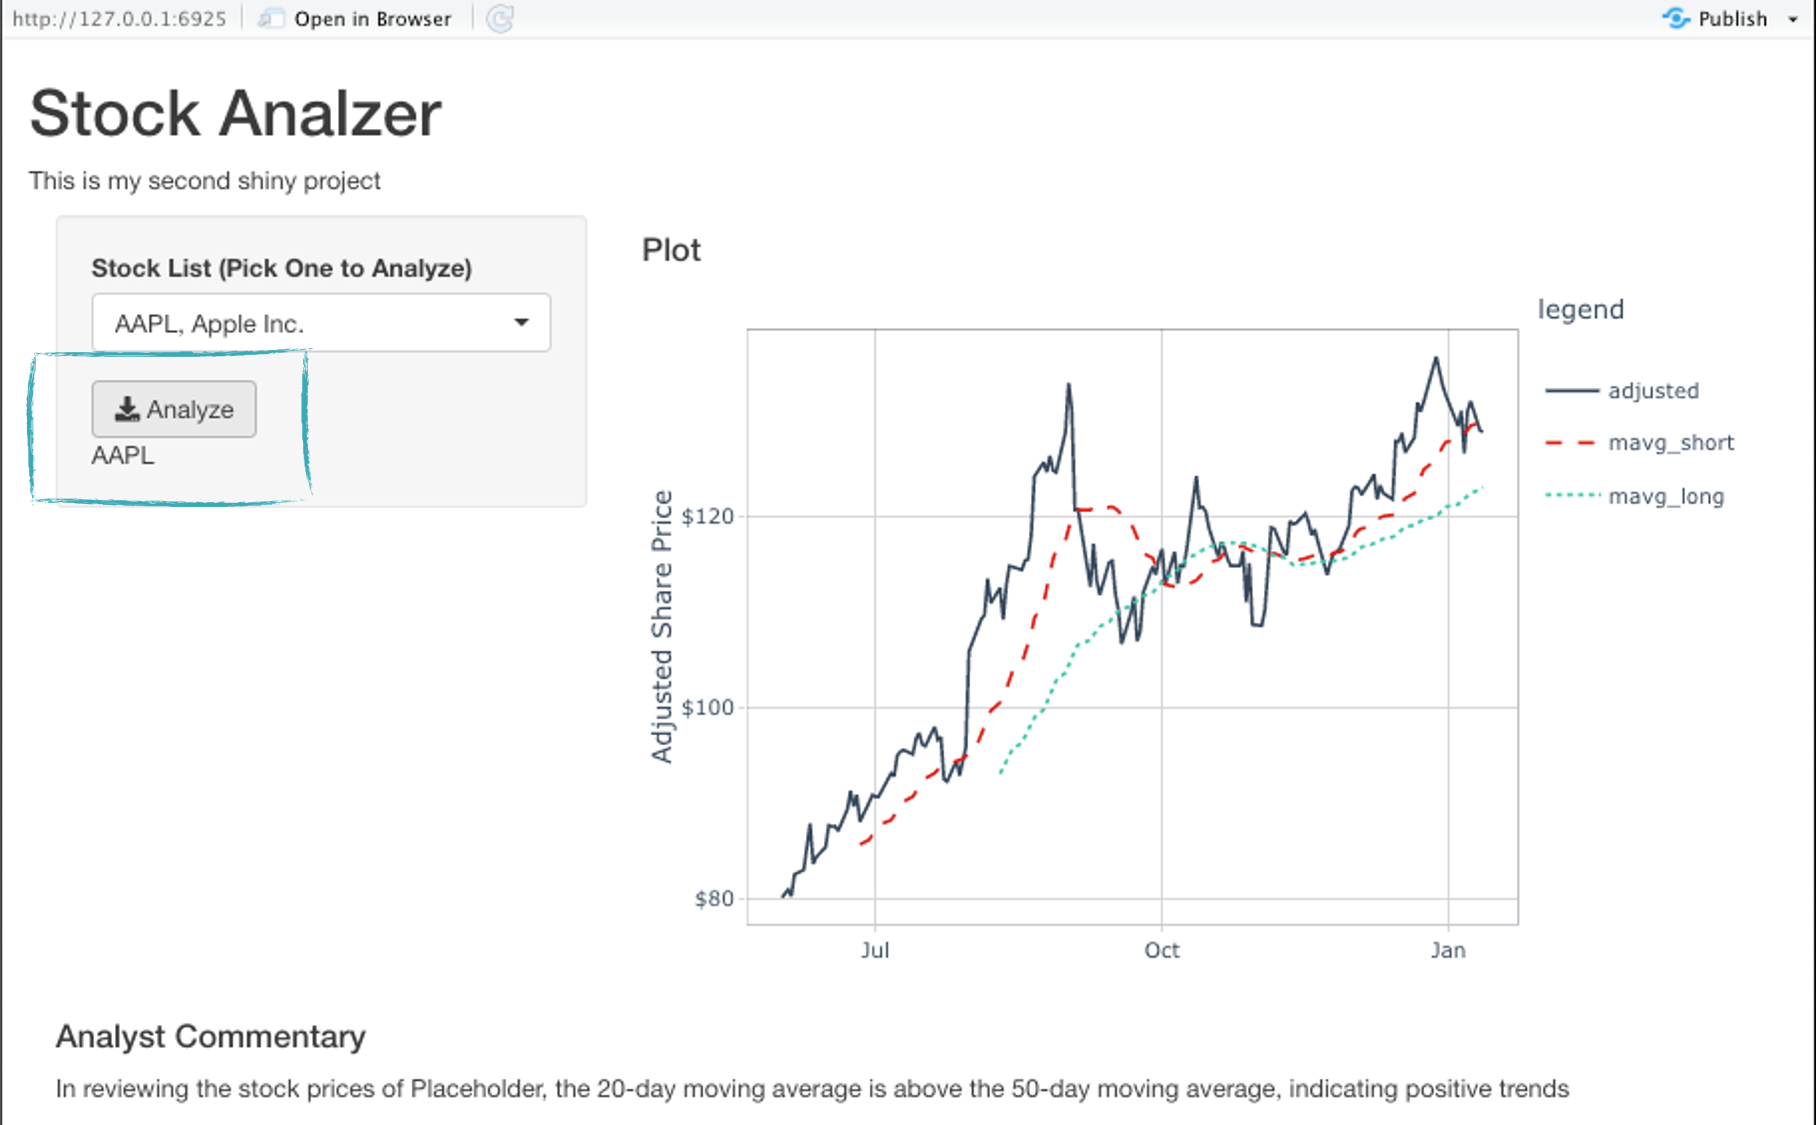 http://127.0.0.1:6925 Open in Browser Publish
Stock Analzer
This is my second shiny project
Stock List (Pick One to Analyze)
AAPL, Apple Inc.
Analyze
AAPL
Plot
legend
adjusted
mavg_short
mavg_long
Adjusted Share Price
$120
$100
$80
Jul Oct Jan
Analyst Commentary
In reviewing the stock prices of Placeholder, the 20-day moving average is above the 50-day moving average, indicating positive trends